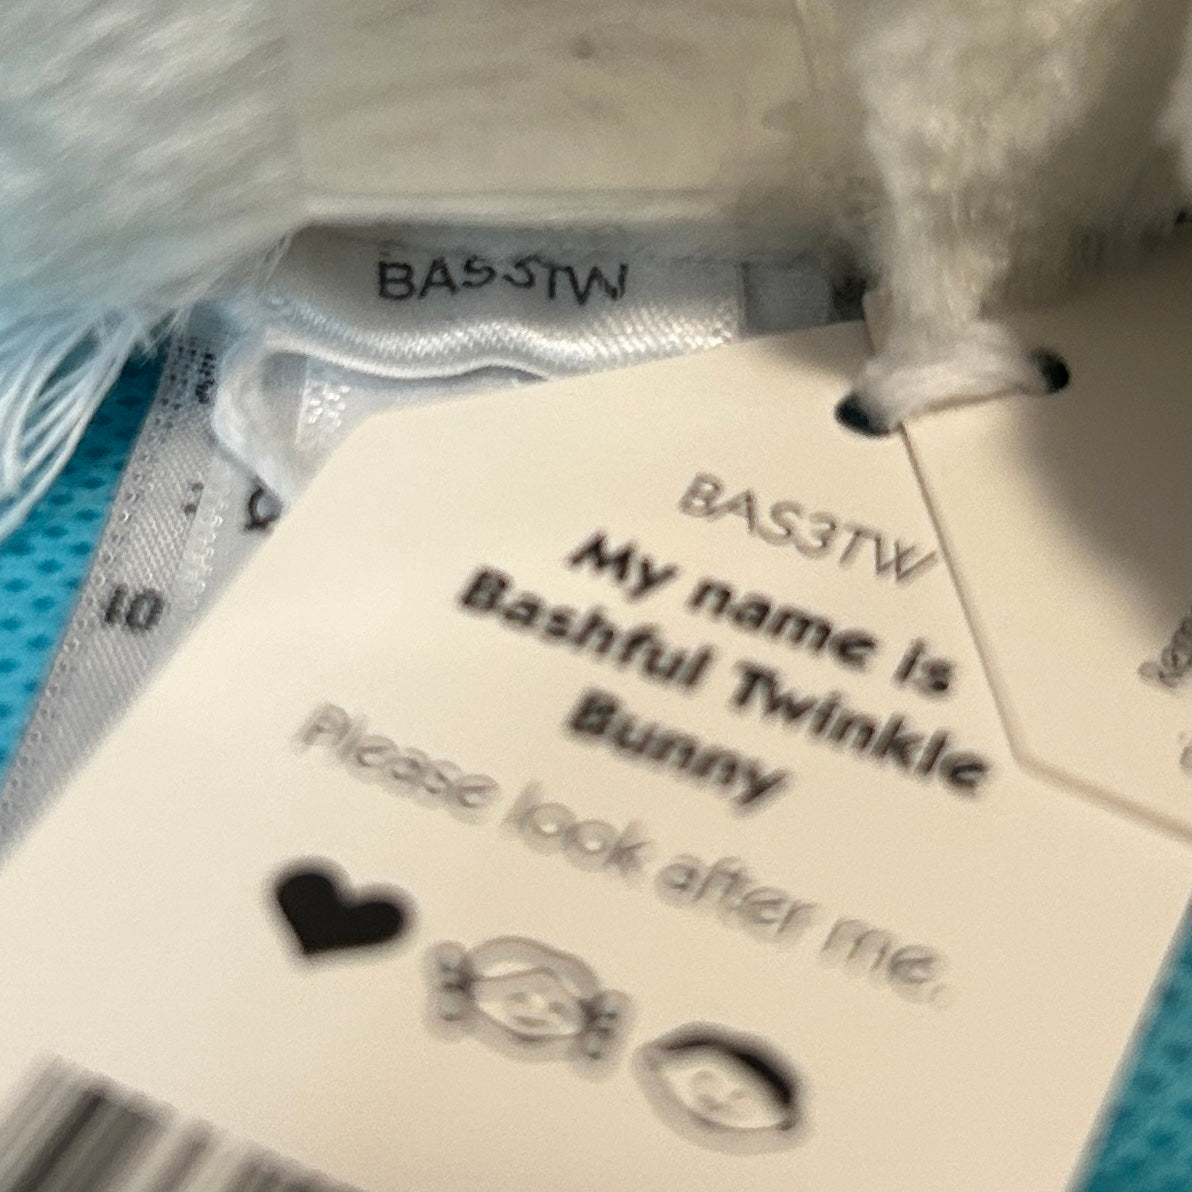 BAS3TW
10
BAS3TW
My name is
Bashful Twinkle
Bunny
Please look after me.